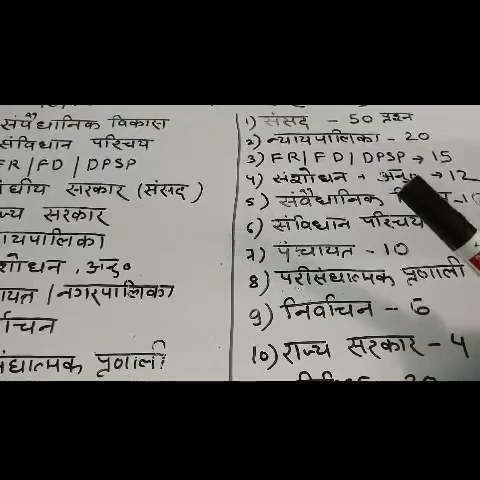 संवैधानिक विकास
संविधान परिचय
FR/FD/DPSP
संघीय सरकार (संसद)
राज्य सरकार
न्यायपालिका
संशोधन, अनु०
पंचायत/नगरपालिका
निर्वाचन
संघात्मक प्रणाली
1) संसद - 50 प्रश्न
2) न्यायपालिका - 20
3) FR/FD/DPSP → 15
4) संशोधन + अनु० → 12
5) संवैधानिक
6) संविधान परिचय
7) पंचायत - 10
8) परीसंघात्मक प्रणाली
9) निर्वाचन - 6
10) राज्य सरकार - 4